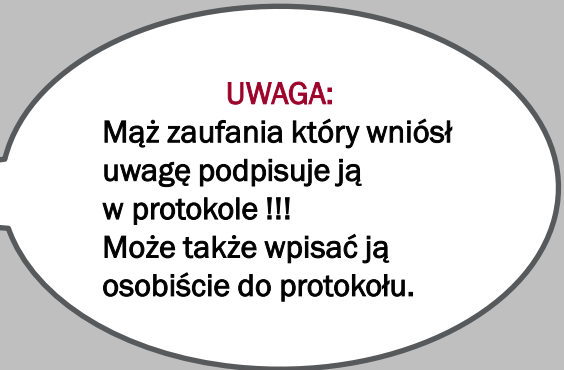 UWAGA:
Mąż zaufania który wniósł
uwagę podpisuje ją
w protokole !!!
Może także wpisać ją
osobiście do protokołu.